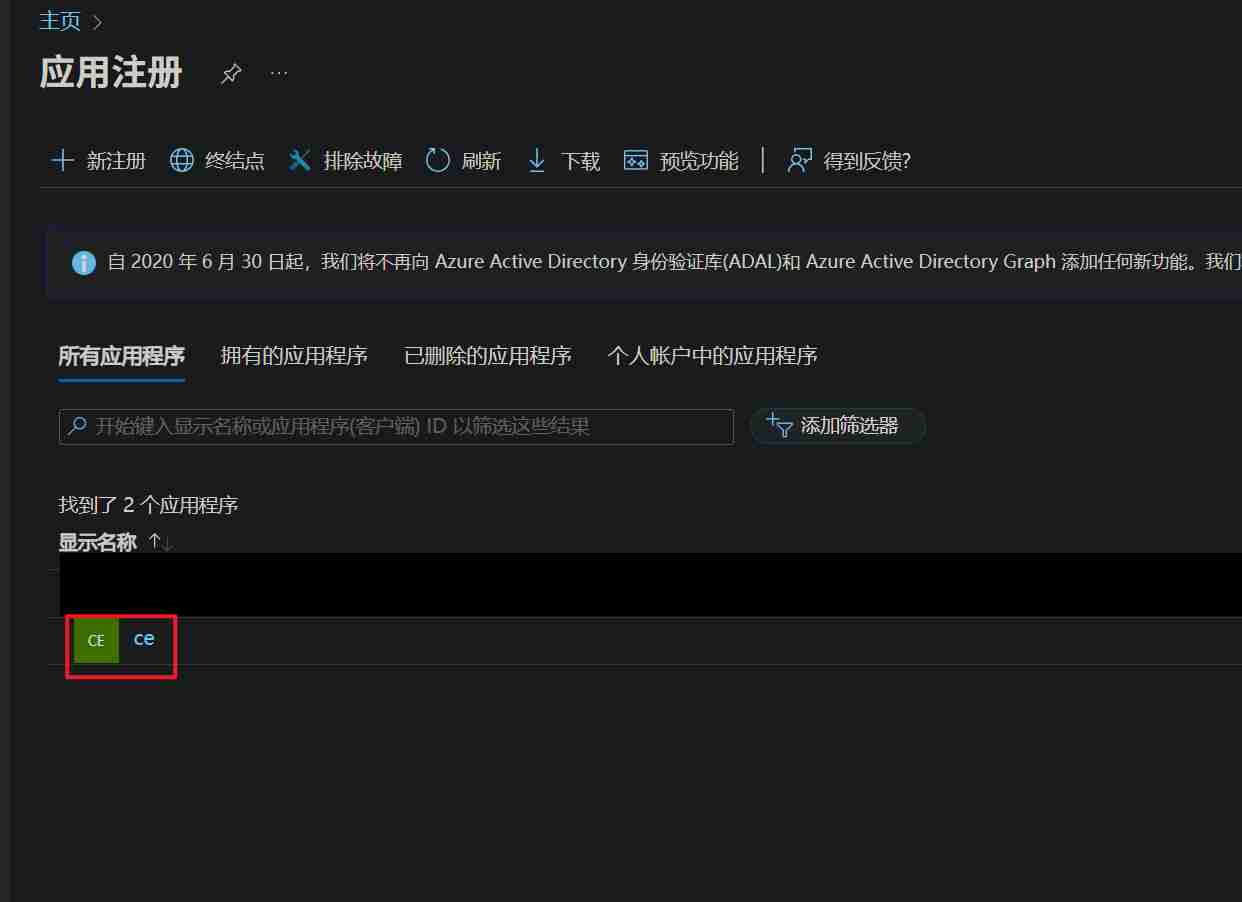 主页
应用注册
新注册 终结点 排除故障 刷新 下载 预览功能 得到反馈?
自 2020 年 6 月 30 日起，我们将不再向 Azure Active Directory 身份验证库(ADAL)和 Azure Active Directory Graph 添加任何新功能。我们
所有应用程序 拥有的应用程序 已删除的应用程序 个人帐户中的应用程序
开始键入显示名称或应用程序(客户端) ID 以筛选这些结果 添加筛选器
找到了 2 个应用程序
显示名称
CE ce